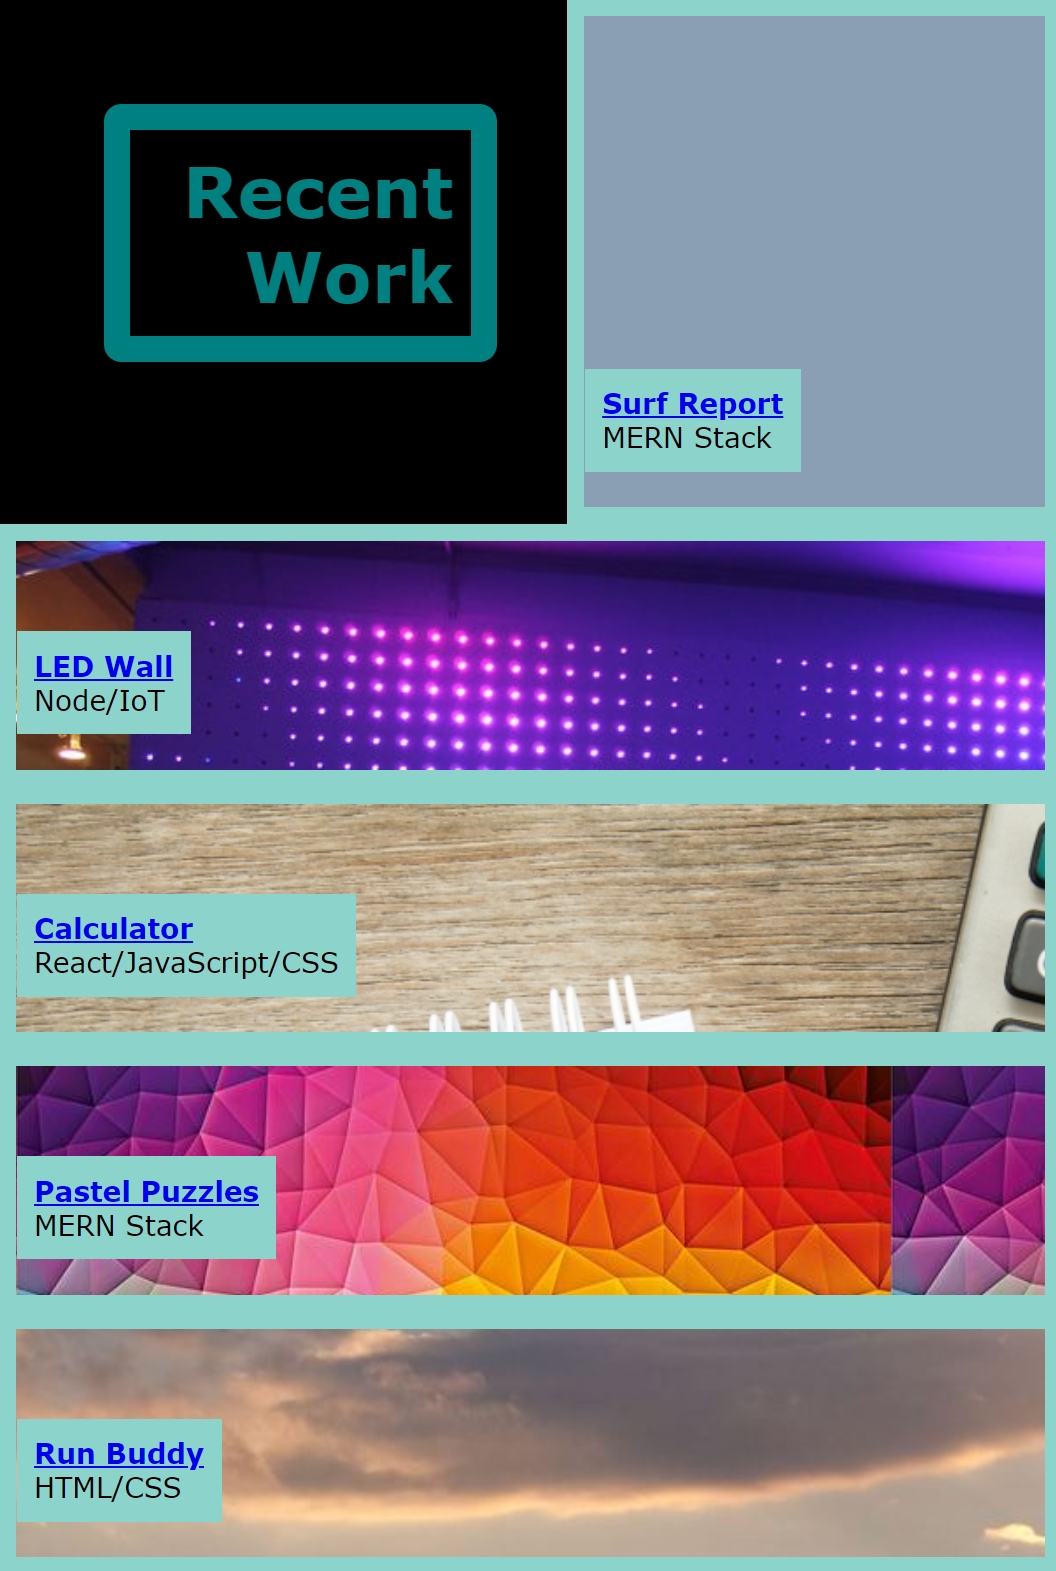 Recent
Work
Surf Report
MERN Stack
LED Wall
Node/IoT
Calculator
React/JavaScript/CSS
Pastel Puzzles
MERN Stack
Run Buddy
HTML/CSS